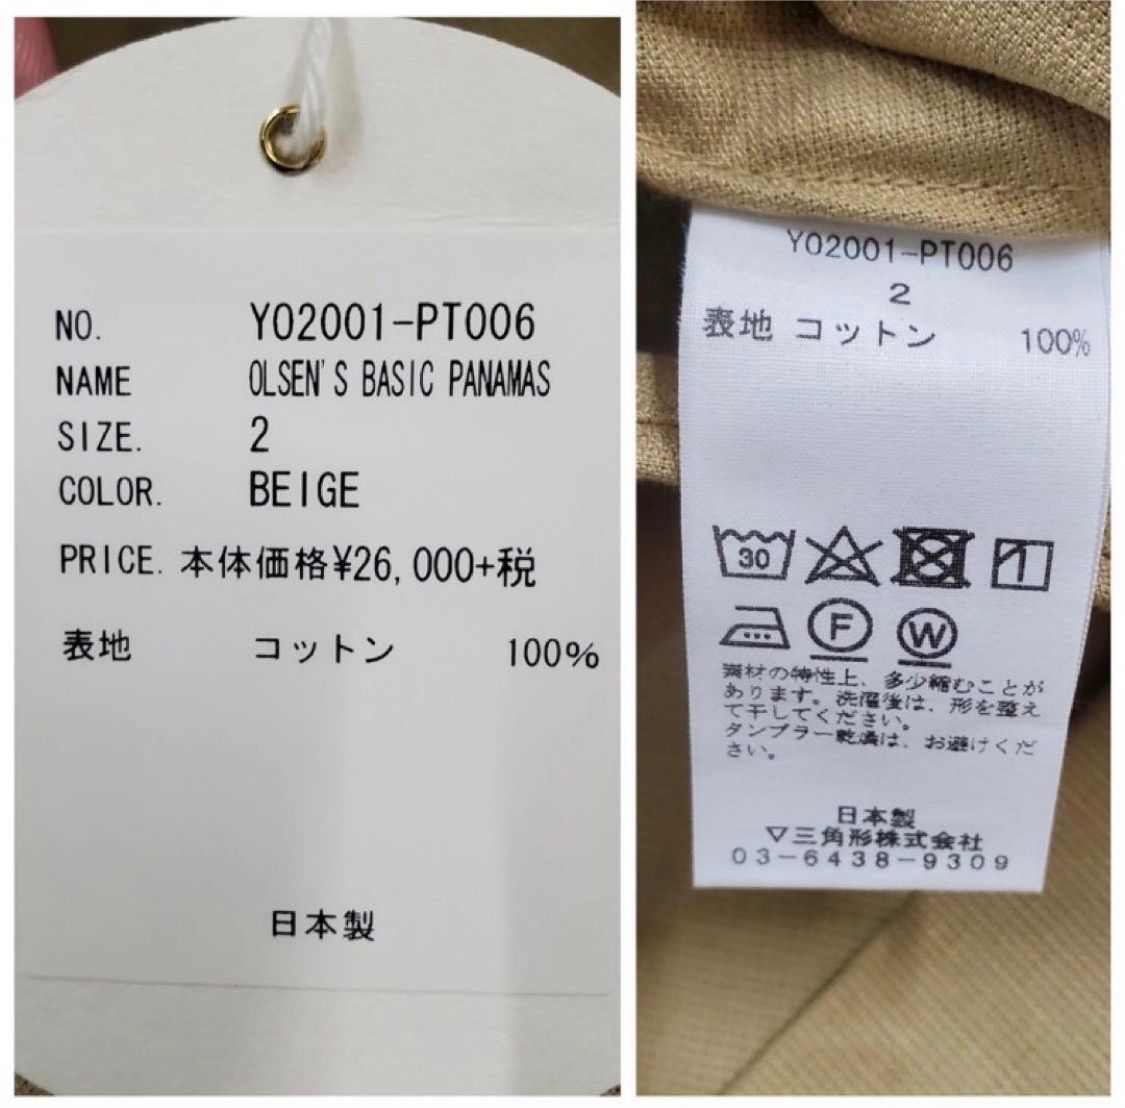 NO. Y02001-PT006
NAME OLSEN'S BASIC PANAMAS
SIZE. 2
COLOR. BEIGE
PRICE. 本体価格¥26,000+税
表地 コットン 100%
日本製
Y02001-PT006
2
表地 コットン 100%
30
F
W
素材の特性上、多少縮むことが
あります。洗濯後は、形を整え
て干してください。
タンブラー乾燥は、お避けくだ
さい。
日本製
▽三角形株式会社
03-6438-9309